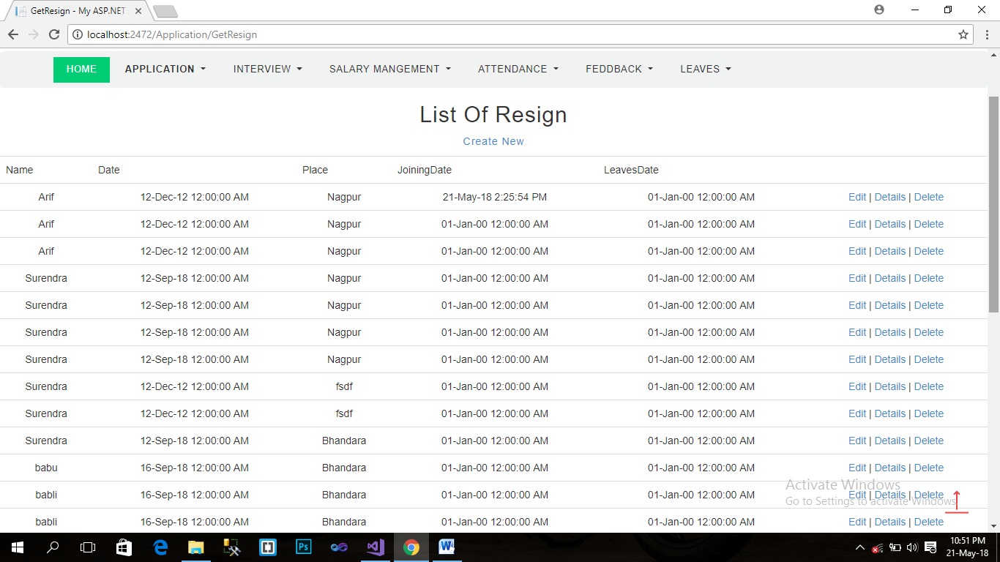 GetResign - My ASP.NET
localhost:2472/Application/GetResign
HOME APPLICATION INTERVIEW SALARY MANGEMENT ATTENDANCE FEDDBACK LEAVES
List Of Resign
Create New
Name Date Place JoiningDate LeavesDate
Arif 12-Dec-12 12:00:00 AM Nagpur 21-May-18 2:25:54 PM 01-Jan-00 12:00:00 AM Edit | Details | Delete
Arif 12-Dec-12 12:00:00 AM Nagpur 01-Jan-00 12:00:00 AM 01-Jan-00 12:00:00 AM Edit | Details | Delete
Arif 12-Dec-12 12:00:00 AM Nagpur 01-Jan-00 12:00:00 AM 01-Jan-00 12:00:00 AM Edit | Details | Delete
Surendra 12-Sep-18 12:00:00 AM Nagpur 01-Jan-00 12:00:00 AM 01-Jan-00 12:00:00 AM Edit | Details | Delete
Surendra 12-Sep-18 12:00:00 AM Nagpur 01-Jan-00 12:00:00 AM 01-Jan-00 12:00:00 AM Edit | Details | Delete
Surendra 12-Sep-18 12:00:00 AM Nagpur 01-Jan-00 12:00:00 AM 01-Jan-00 12:00:00 AM Edit | Details | Delete
Surendra 12-Sep-18 12:00:00 AM Nagpur 01-Jan-00 12:00:00 AM 01-Jan-00 12:00:00 AM Edit | Details | Delete
Surendra 12-Dec-12 12:00:00 AM fsdf 01-Jan-00 12:00:00 AM 01-Jan-00 12:00:00 AM Edit | Details | Delete
Surendra 12-Dec-12 12:00:00 AM fsdf 01-Jan-00 12:00:00 AM 01-Jan-00 12:00:00 AM Edit | Details | Delete
Surendra 12-Sep-18 12:00:00 AM Bhandara 01-Jan-00 12:00:00 AM 01-Jan-00 12:00:00 AM Edit | Details | Delete
babu 16-Sep-18 12:00:00 AM Bhandara 01-Jan-00 12:00:00 AM 01-Jan-00 12:00:00 AM Edit | Details | Delete
Activate Windows
babli 16-Sep-18 12:00:00 AM Bhandara 01-Jan-00 12:00:00 AM 01-Jan-00 12:00:00 AM Edit | Details | Delete
Go to Settings to activate Windows.
babli 16-Sep-18 12:00:00 AM Bhandara 01-Jan-00 12:00:00 AM 01-Jan-00 12:00:00 AM Edit | Details | Delete
Ps
10:51 PM
21-May-18